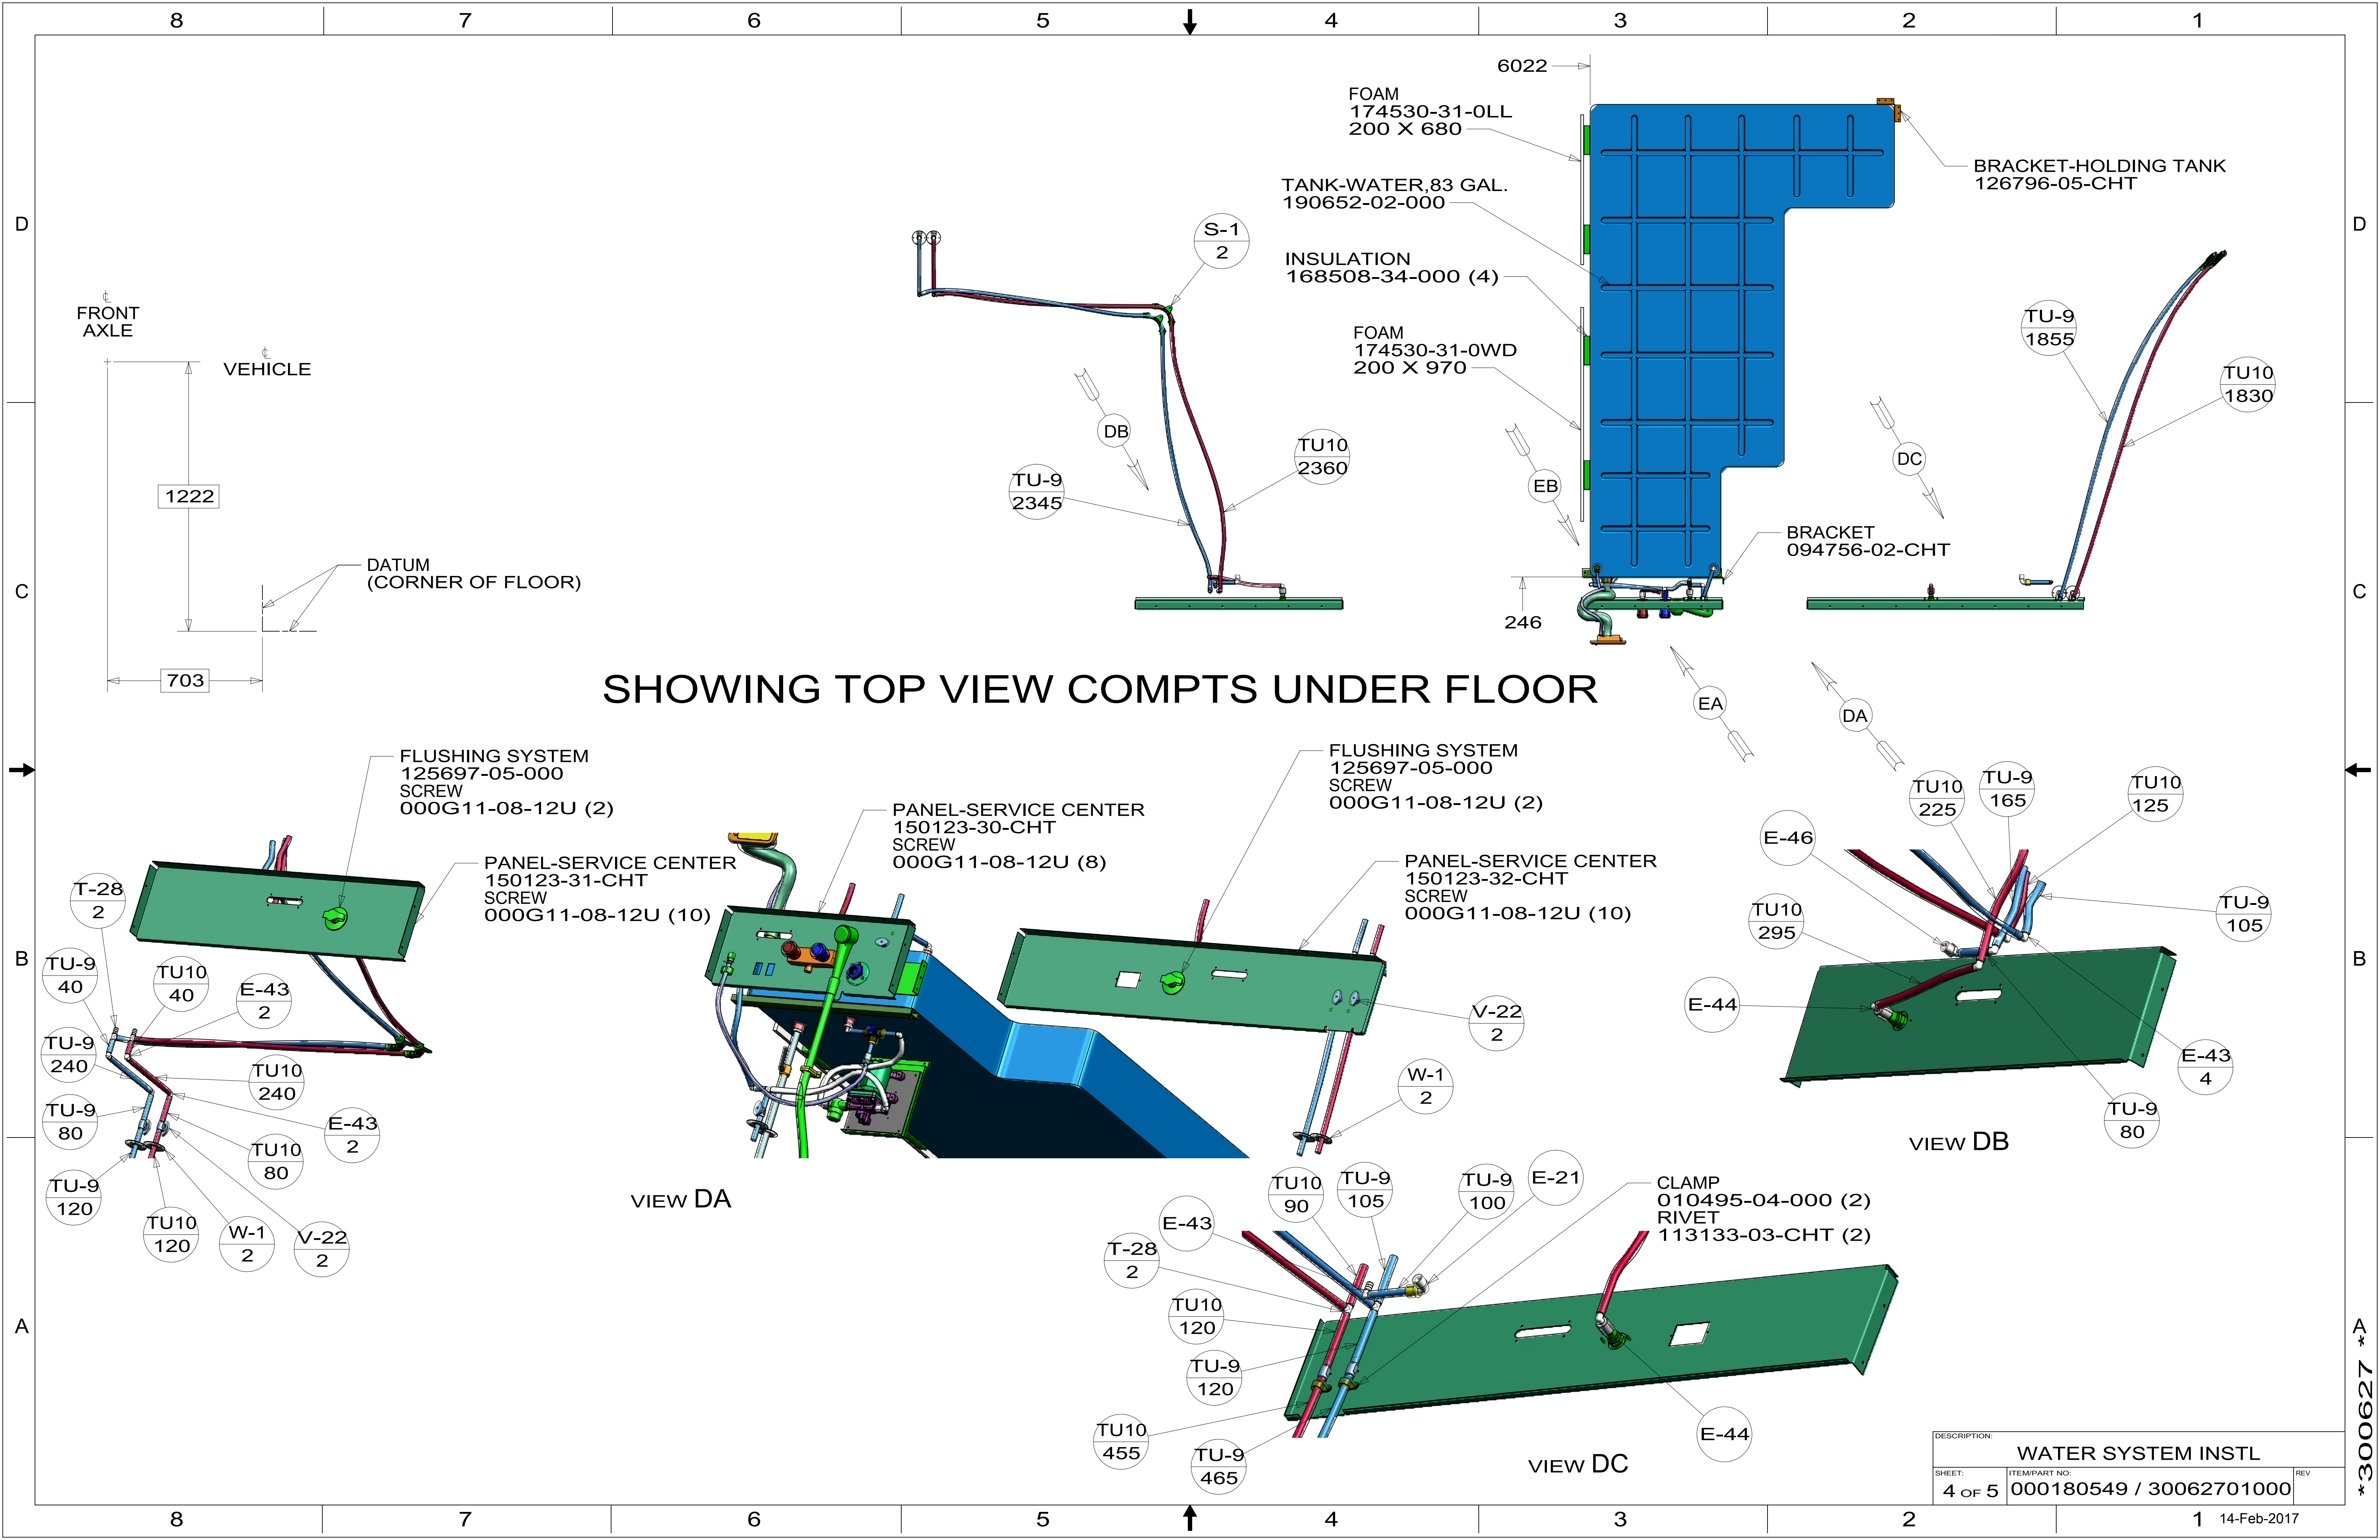 8 7 6 5 4 3 2 1
6022
FOAM
174530-31-0LL
200 X 680
TANK-WATER,83 GAL.
190652-02-000
INSULATION
168508-34-000 (4)
FOAM
174530-31-0WD
200 X 970
BRACKET-HOLDING TANK
126796-05-CHT
D
D
S-1
2
℄
FRONT
AXLE
℄
VEHICLE
1222
DATUM
(CORNER OF FLOOR)
703
DB
TU-9
2345
TU10
2360
EB
DC
TU-9
1855
TU10
1830
BRACKET
094756-02-CHT
246
C
C
EA
DA
SHOWING TOP VIEW COMPTS UNDER FLOOR
FLUSHING SYSTEM
125697-05-000
SCREW
000G11-08-12U (2)
PANEL-SERVICE CENTER
150123-31-CHT
SCREW
000G11-08-12U (10)
PANEL-SERVICE CENTER
150123-30-CHT
SCREW
000G11-08-12U (8)
FLUSHING SYSTEM
125697-05-000
SCREW
000G11-08-12U (2)
PANEL-SERVICE CENTER
150123-32-CHT
SCREW
000G11-08-12U (10)
B
B
T-28
2
TU-9
40
TU10
40
E-43
2
TU-9
240
TU10
240
TU-9
80
E-43
2
TU10
80
TU-9
120
TU10
120
W-1
2
V-22
2
V-22
2
W-1
2
VIEW DA
TU10
225
TU-9
165
TU10
125
E-46
TU10
295
TU-9
105
E-44
E-43
4
TU-9
80
VIEW DB
TU10
90
TU-9
105
TU-9
100
E-21
CLAMP
010495-04-000 (2)
RIVET
113133-03-CHT (2)
E-43
T-28
2
TU10
120
TU-9
120
TU10
455
TU-9
465
E-44
VIEW DC
A
A
*300627 *
DESCRIPTION:
WATER SYSTEM INSTL
SHEET:
4 OF 5
ITEM/PART NO:
000180549 / 30062701000
REV
8 7 6 5 4 3 2 1
14-Feb-2017